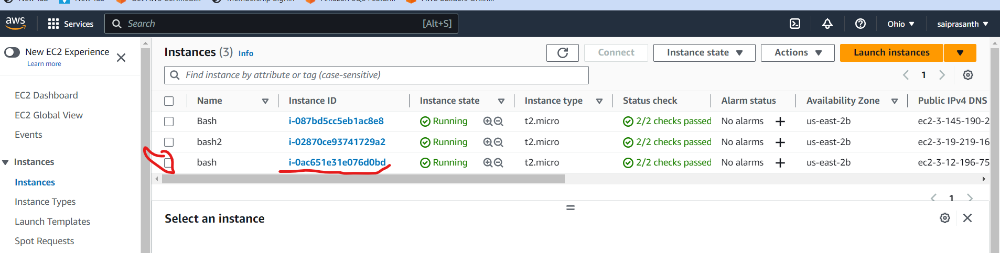 aws Services Search [Alt+S] Ohio saiprasanth
New EC2 Experience
Learn more
EC2 Dashboard
EC2 Global View
Events
Instances
Instances
Instance Types
Launch Templates
Spot Requests
Instances (3) Info Connect Instance state Actions Launch instances
Find instance by attribute or tag (case-sensitive) 1
Name Instance ID Instance state Instance type Status check Alarm status Availability Zone Public IPv4 DNS
Bash i-087bd5cc5eb1ac8e8 Running t2.micro 2/2 checks passed No alarms + us-east-2b ec2-3-145-190-2
bash2 i-02870ce93741729a2 Running t2.micro 2/2 checks passed No alarms + us-east-2b ec2-3-19-219-16
bash i-0ac651e31e076d0bd Running t2.micro 2/2 checks passed No alarms + us-east-2b ec2-3-12-196-75
1
Select an instance